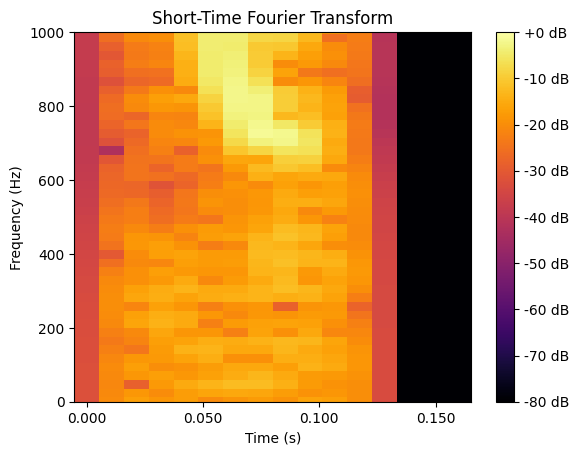 Short-Time Fourier Transform
1000
800
600
400
200
0
Frequency (Hz)
0.000
0.050
0.100
0.150
Time (s)
+0 dB
-10 dB
-20 dB
-30 dB
-40 dB
-50 dB
-60 dB
-70 dB
-80 dB